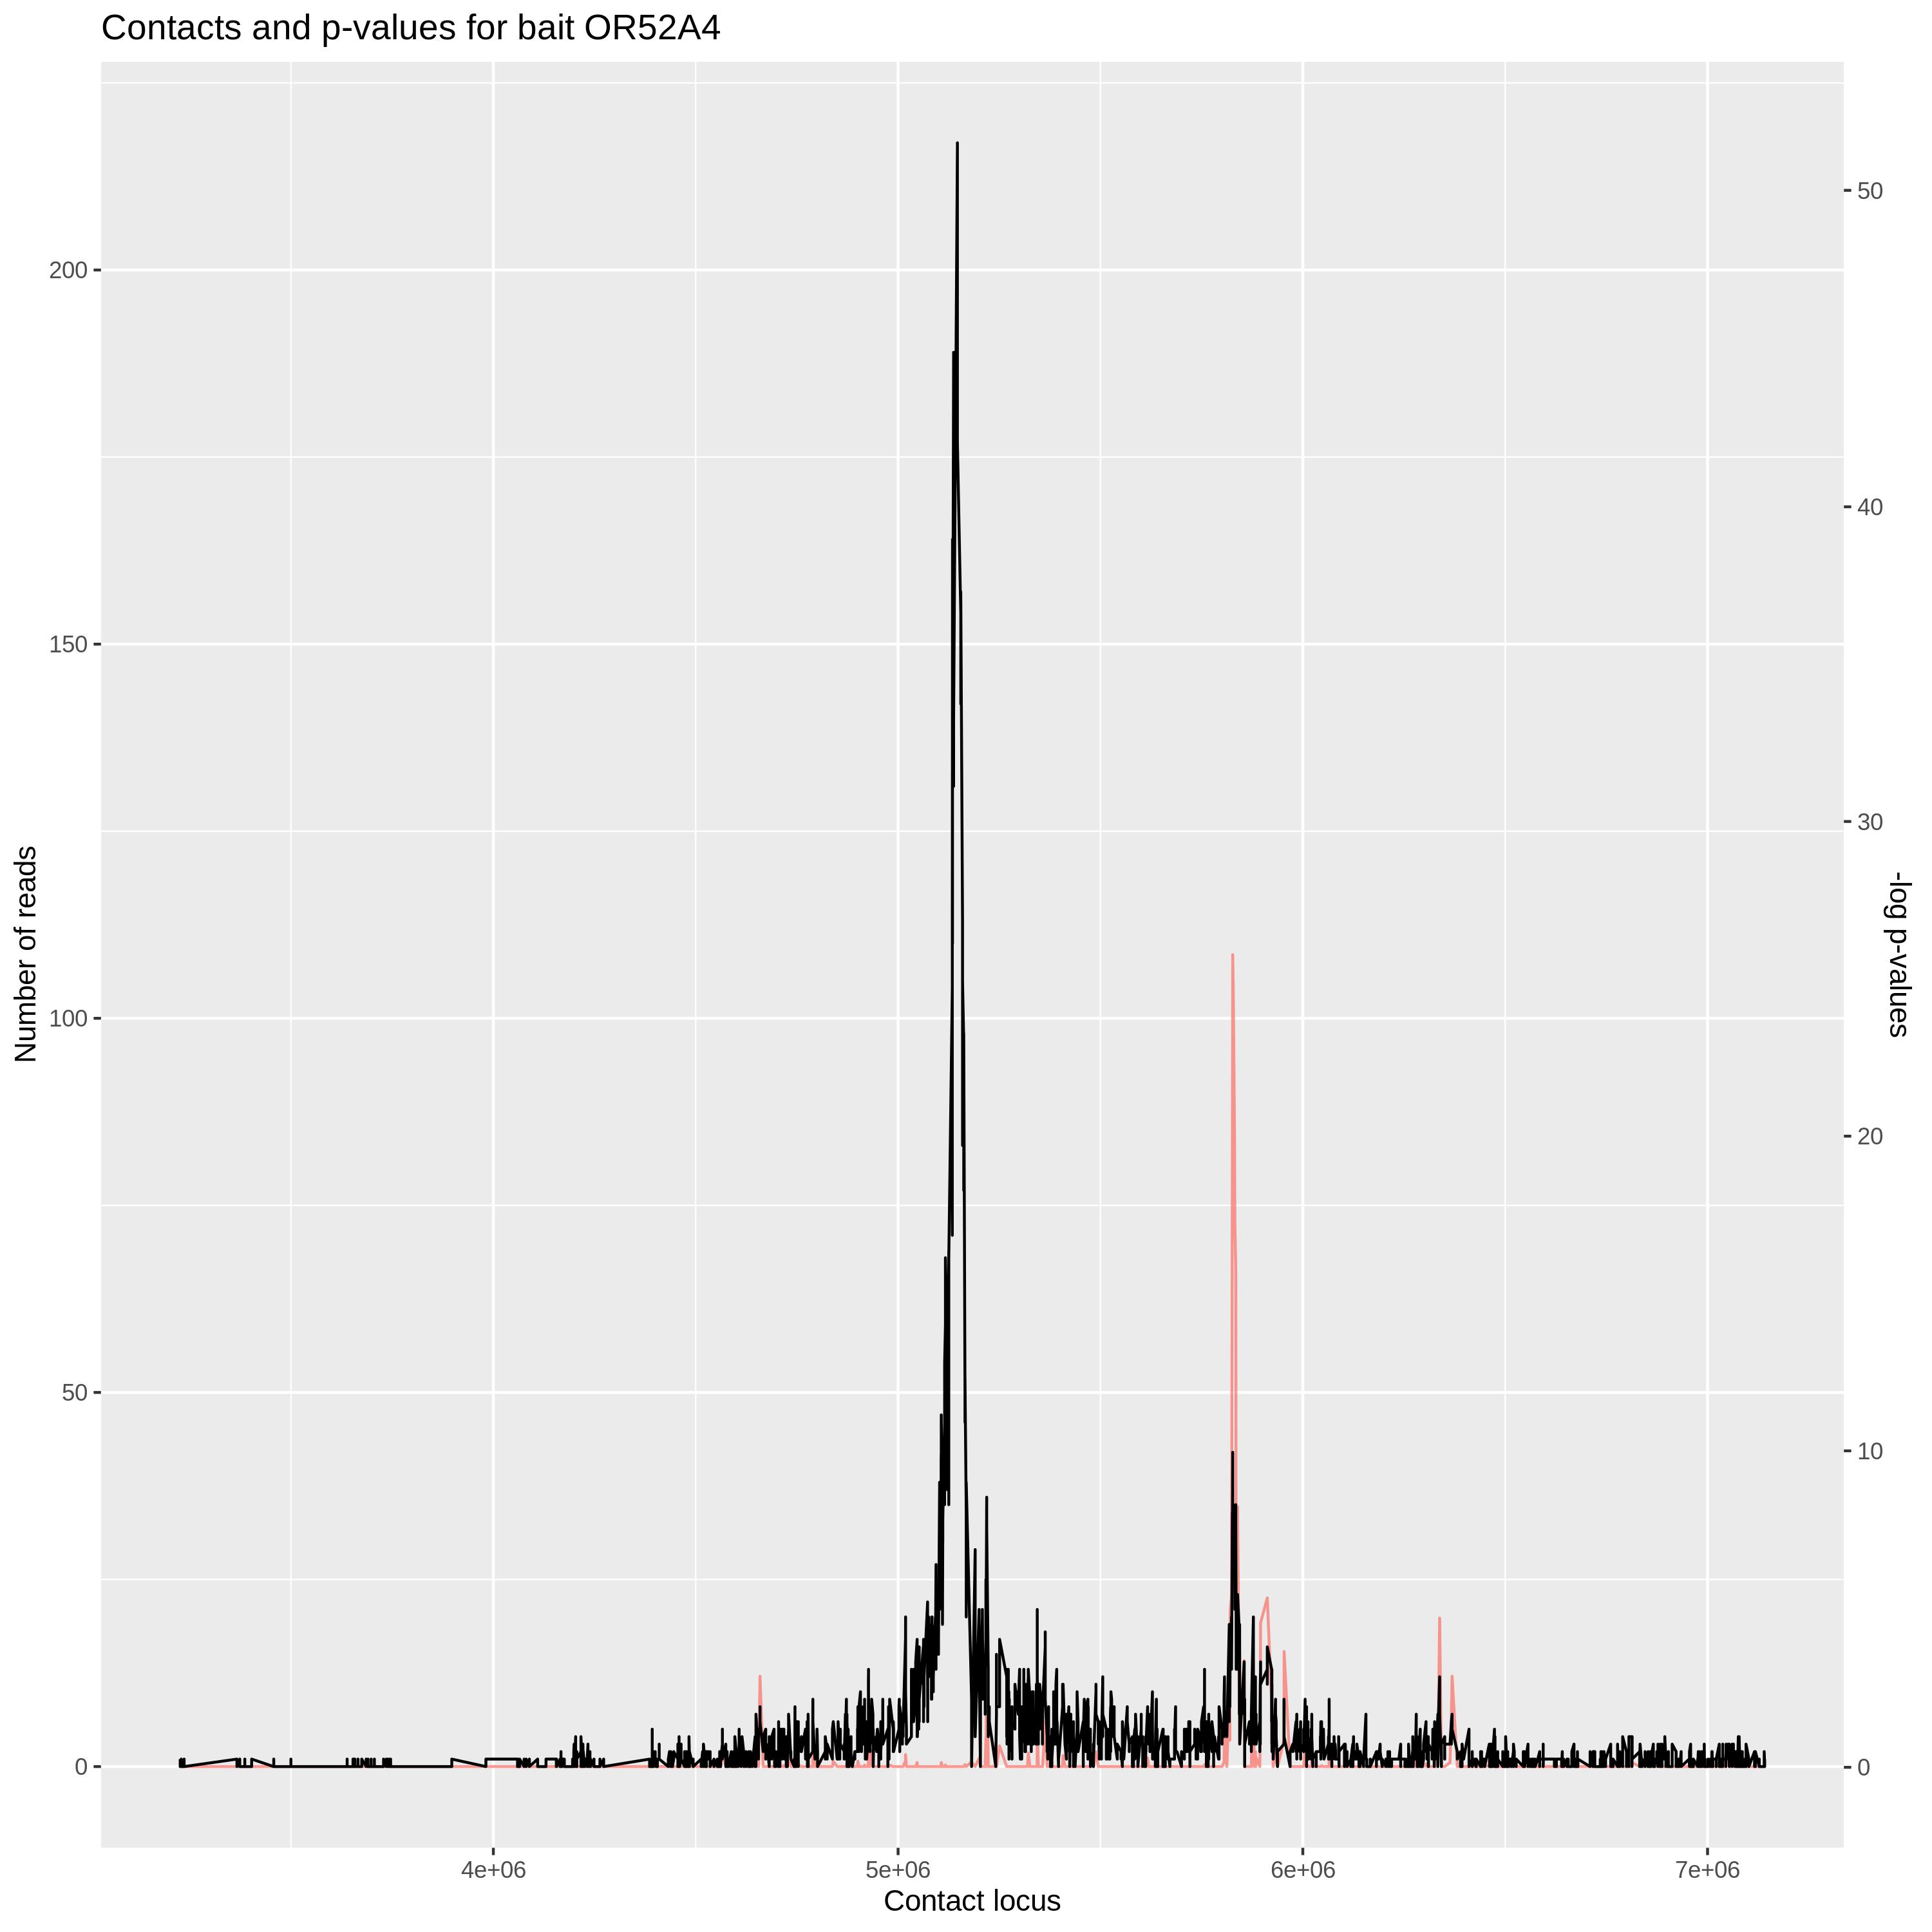 Contacts and p-values for bait OR52A4
Number of reads
200
150
100
50
0
50
40
30
20
10
0
-log p-values
4e+06 5e+06 6e+06 7e+06
Contact locus